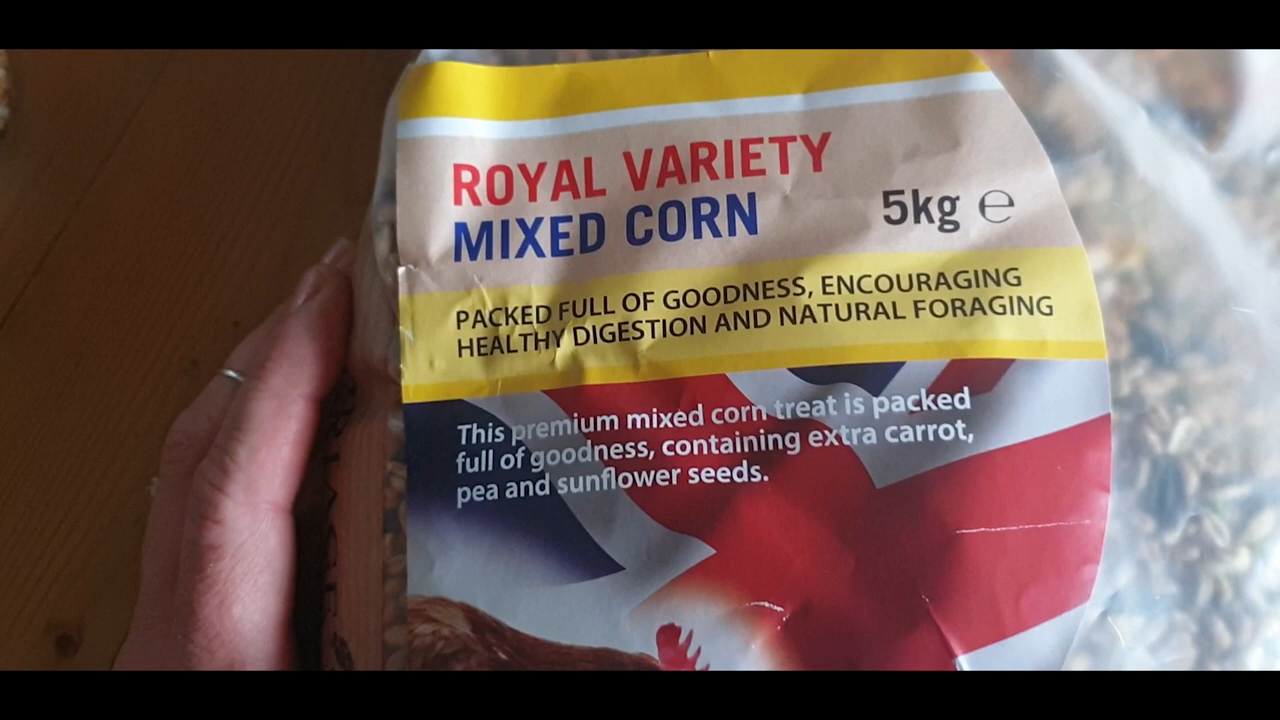 ROYAL VARIETY
MIXED CORN
5kg ℮
PACKED FULL OF GOODNESS, ENCOURAGING
HEALTHY DIGESTION AND NATURAL FORAGING
This premium mixed corn treat is packed
full of goodness, containing extra carrot,
pea and sunflower seeds.